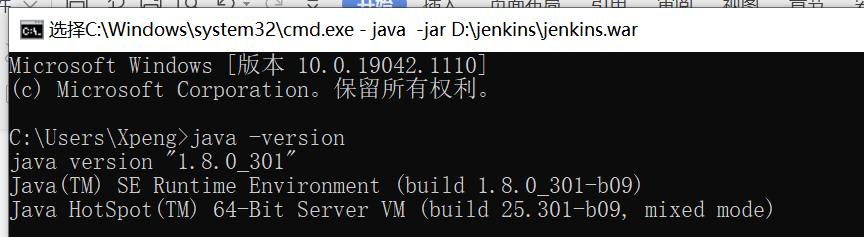 选择C:\Windows\system32\cmd.exe - java  -jar D:\jenkins\jenkins.war
Microsoft Windows [版本 10.0.19042.1110]
(c) Microsoft Corporation。保留所有权利。
C:\Users\Xpeng>java -version
java version "1.8.0_301"
Java(TM) SE Runtime Environment (build 1.8.0_301-b09)
Java HotSpot(TM) 64-Bit Server VM (build 25.301-b09, mixed mode)